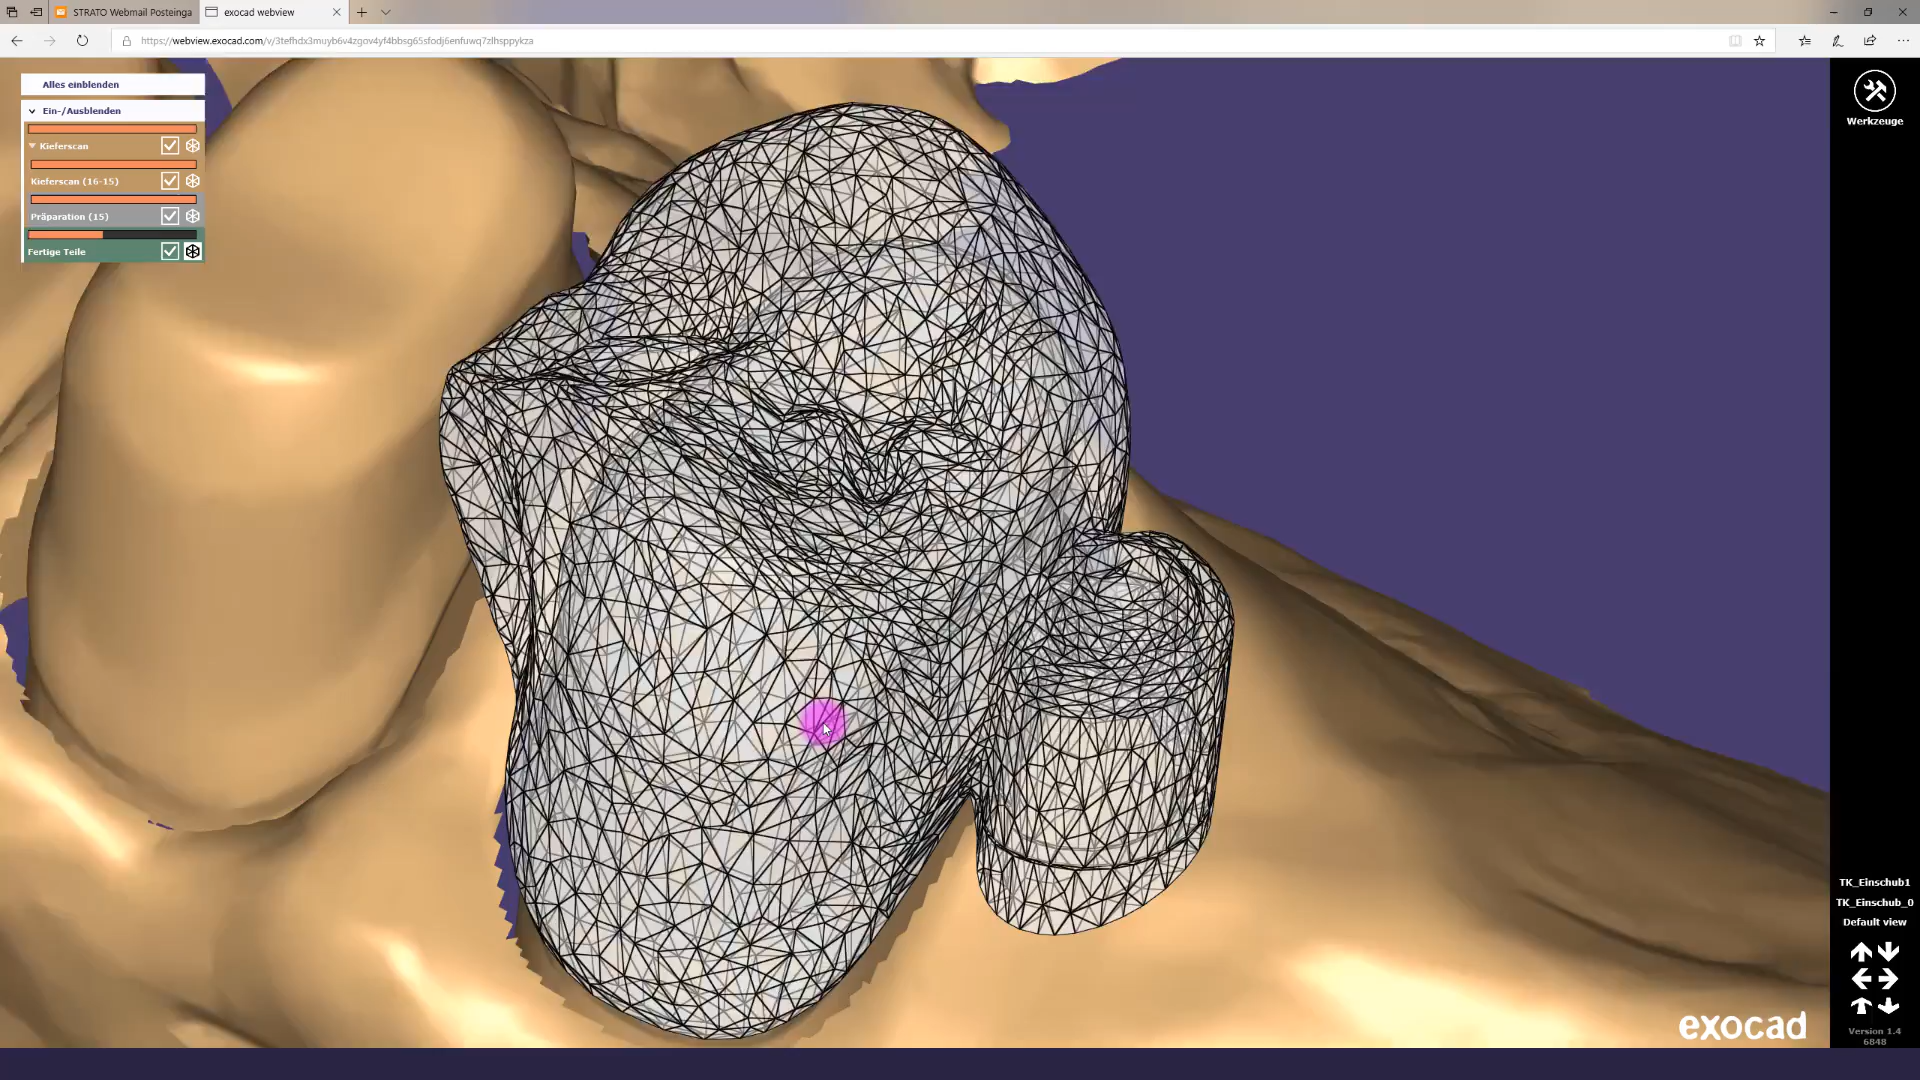 STRATO Webmail Posteinga
exocad webview
https://webview.exocad.com/v/3tefhdx3muyb6v4zgov4yf4bbsg65sfodj6enfuwq7zlhsppykza
Alles einblenden
Ein-/Ausblenden
Kieferscan
Kieferscan (16-15)
Präparation (15)
Fertige Teile
Werkzeuge
TK_Einschub1
TK_Einschub_0
Default view
exocad
Version 1.4
6848